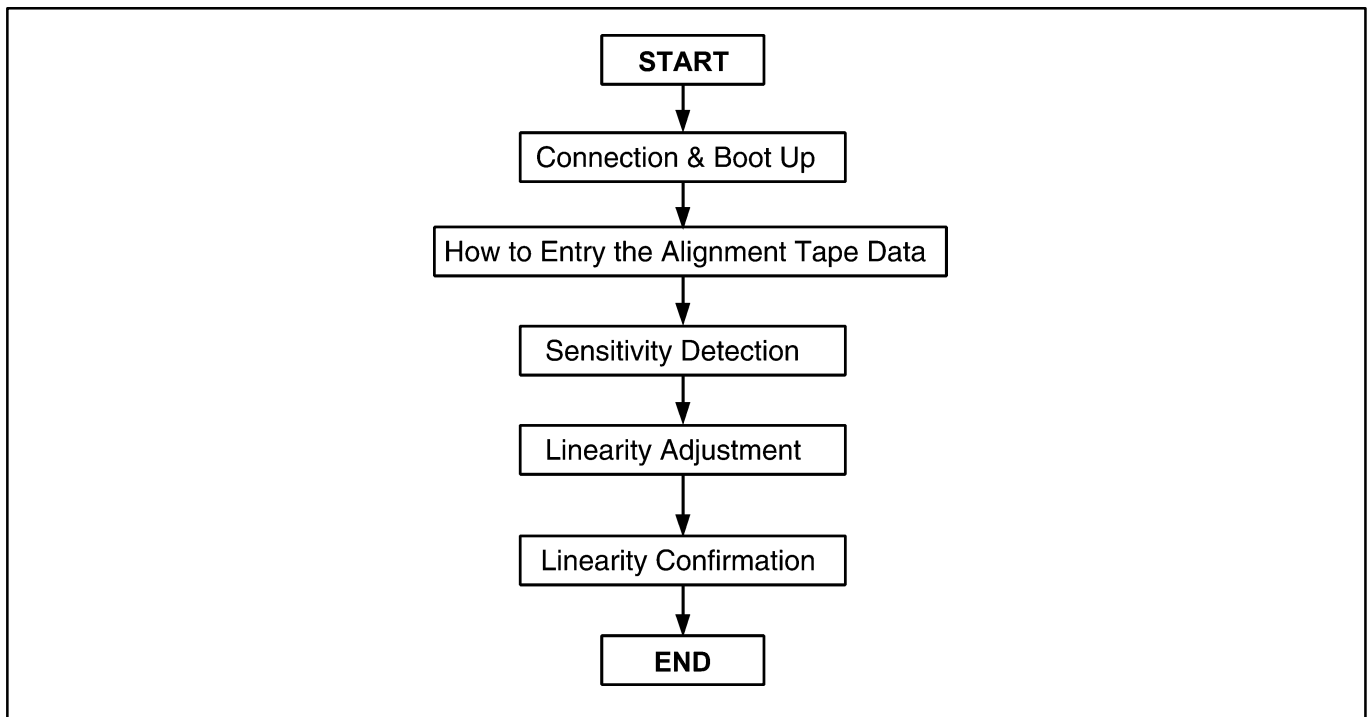 START
Connection & Boot Up
How to Entry the Alignment Tape Data
Sensitivity Detection
Linearity Adjustment
Linearity Confirmation
END